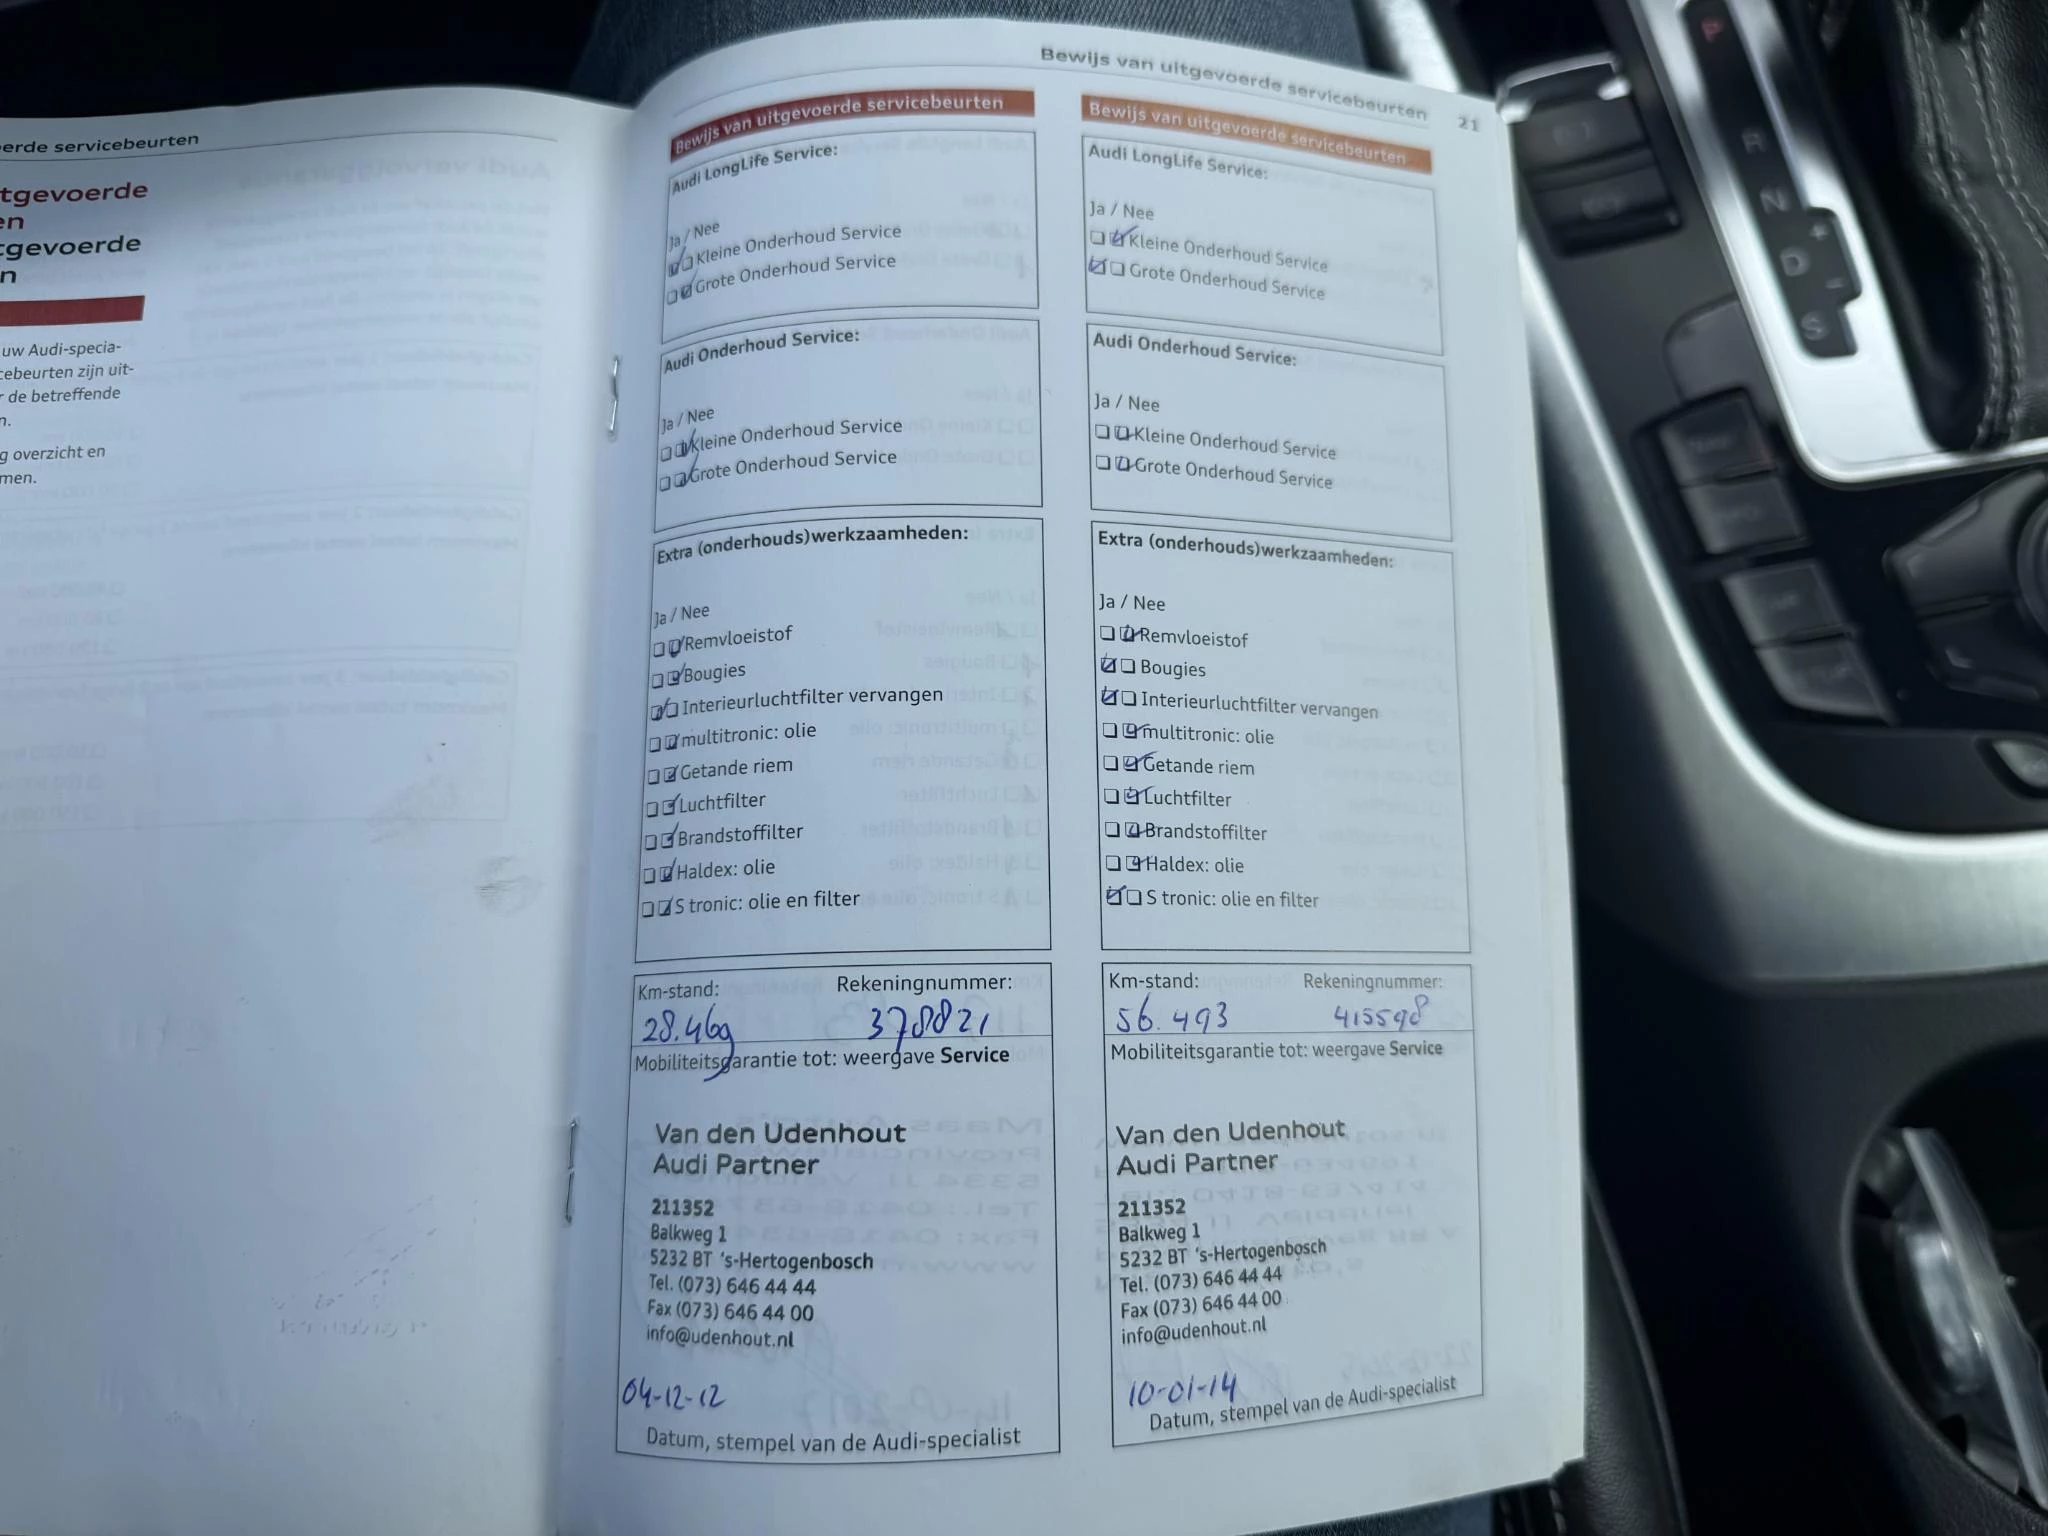 erde servicebeurten
tgevoerde
en
tgevoerde
n
uw Audi-specia-
cebeurten zijn uit-
r de betreffende
n.
g overzicht en
men.
Bewijs van uitgevoerde servicebeurten 21
Bewijs van uitgevoerde servicebeurten
Audi LongLife Service:
Ja / Nee
Kleine Onderhoud Service
Grote Onderhoud Service
Audi Onderhoud Service:
Ja / Nee
Kleine Onderhoud Service
Grote Onderhoud Service
Extra (onderhouds)werkzaamheden:
Ja / Nee
Remvloeistof
Bougies
Interieurluchtfilter vervangen
multitronic: olie
Getande riem
Luchtfilter
Brandstoffilter
Haldex: olie
S tronic: olie en filter
Km-stand: Rekeningnummer:
28.469 378821
Mobiliteitsgarantie tot: weergave Service
Van den Udenhout
Audi Partner
211352
Balkweg 1
5232 BT 's-Hertogenbosch
Tel. (073) 646 44 44
Fax (073) 646 44 00
info@udenhout.nl
04-12-12
Datum, stempel van de Audi-specialist
Bewijs van uitgevoerde servicebeurten
Audi LongLife Service:
Ja / Nee
Kleine Onderhoud Service
Grote Onderhoud Service
Audi Onderhoud Service:
Ja / Nee
Kleine Onderhoud Service
Grote Onderhoud Service
Extra (onderhouds)werkzaamheden:
Ja / Nee
Remvloeistof
Bougies
Interieurluchtfilter vervangen
multitronic: olie
Getande riem
Luchtfilter
Brandstoffilter
Haldex: olie
S tronic: olie en filter
Km-stand: Rekeningnummer:
56.493 415598
Mobiliteitsgarantie tot: weergave Service
Van den Udenhout
Audi Partner
211352
Balkweg 1
5232 BT 's-Hertogenbosch
Tel. (073) 646 44 44
Fax (073) 646 44 00
info@udenhout.nl
10-01-14
Datum, stempel van de Audi-specialist
P
R
N
D
S
+
-